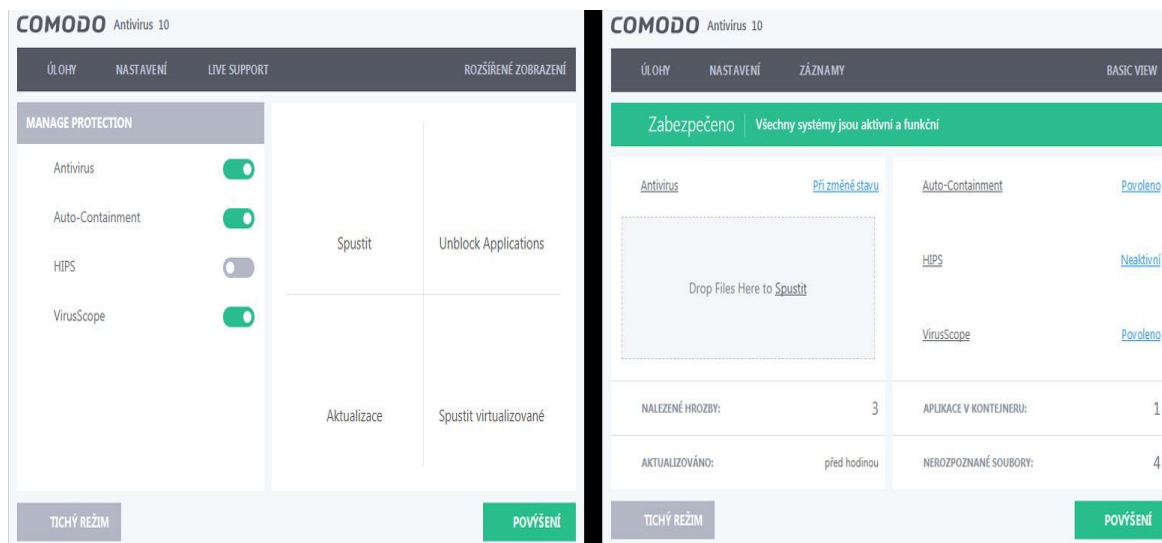 COMODO Antivirus 10
ÚLOHY NASTAVENÍ LIVE SUPPORT ROZŠÍŘENÉ ZOBRAZENÍ
MANAGE PROTECTION
Antivirus
Auto-Containment
HIPS
VirusScope
Spustit
Unblock Applications
Aktualizace
Spustit virtualizované
TICHÝ REŽIM
POVÝŠENÍ
COMODO Antivirus 10
ÚLOHY NASTAVENÍ ZÁZNAMY BASIC VIEW
Zabezpečeno Všechny systémy jsou aktivní a funkční
Antivirus Při změně stavu
Drop Files Here to Spustit
Auto-Containment Povoleno
HIPS Neaktivní
VirusScope Povoleno
NALEZENÉ HROZBY: 3
APLIKACE V KONTEJNERU: 1
AKTUALIZOVÁNO: před hodinou
NEROZPOZNANÉ SOUBORY: 4
TICHÝ REŽIM
POVÝŠENÍ